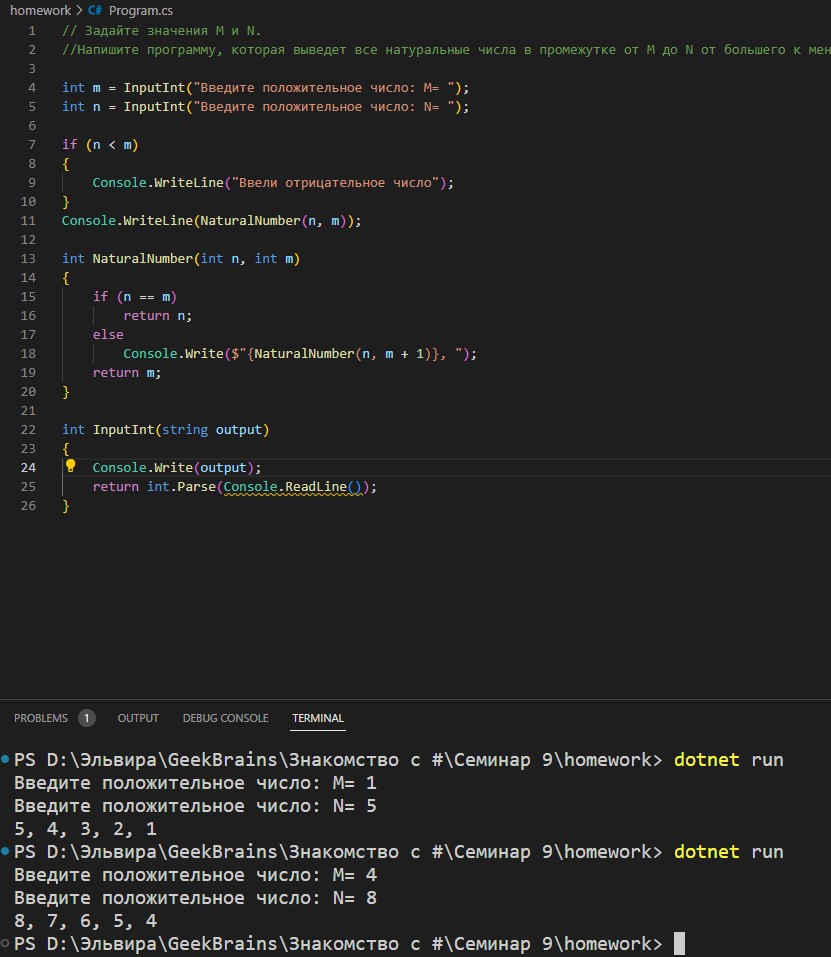 homework > C# Program.cs
1 // Задайте значения M и N.
2 //Напишите программу, которая выведет все натуральные числа в промежутке от M до N от большего к мен
3
4 int m = InputInt("Введите положительное число: M= ");
5 int n = InputInt("Введите положительное число: N= ");
6
7 if (n < m)
8 {
9     Console.WriteLine("Ввели отрицательное число");
10 }
11 Console.WriteLine(NaturalNumber(n, m));
12
13 int NaturalNumber(int n, int m)
14 {
15     if (n == m)
16         return n;
17     else
18         Console.Write($"{NaturalNumber(n, m + 1)}, ");
19     return m;
20 }
21
22 int InputInt(string output)
23 {
24     Console.Write(output);
25     return int.Parse(Console.ReadLine());
26 }
PROBLEMS 1 OUTPUT DEBUG CONSOLE TERMINAL
PS D:\Эльвира\GeekBrains\Знакомство с #\Семинар 9\homework> dotnet run
Введите положительное число: M= 1
Введите положительное число: N= 5
5, 4, 3, 2, 1
PS D:\Эльвира\GeekBrains\Знакомство с #\Семинар 9\homework> dotnet run
Введите положительное число: M= 4
Введите положительное число: N= 8
8, 7, 6, 5, 4
PS D:\Эльвира\GeekBrains\Знакомство с #\Семинар 9\homework>